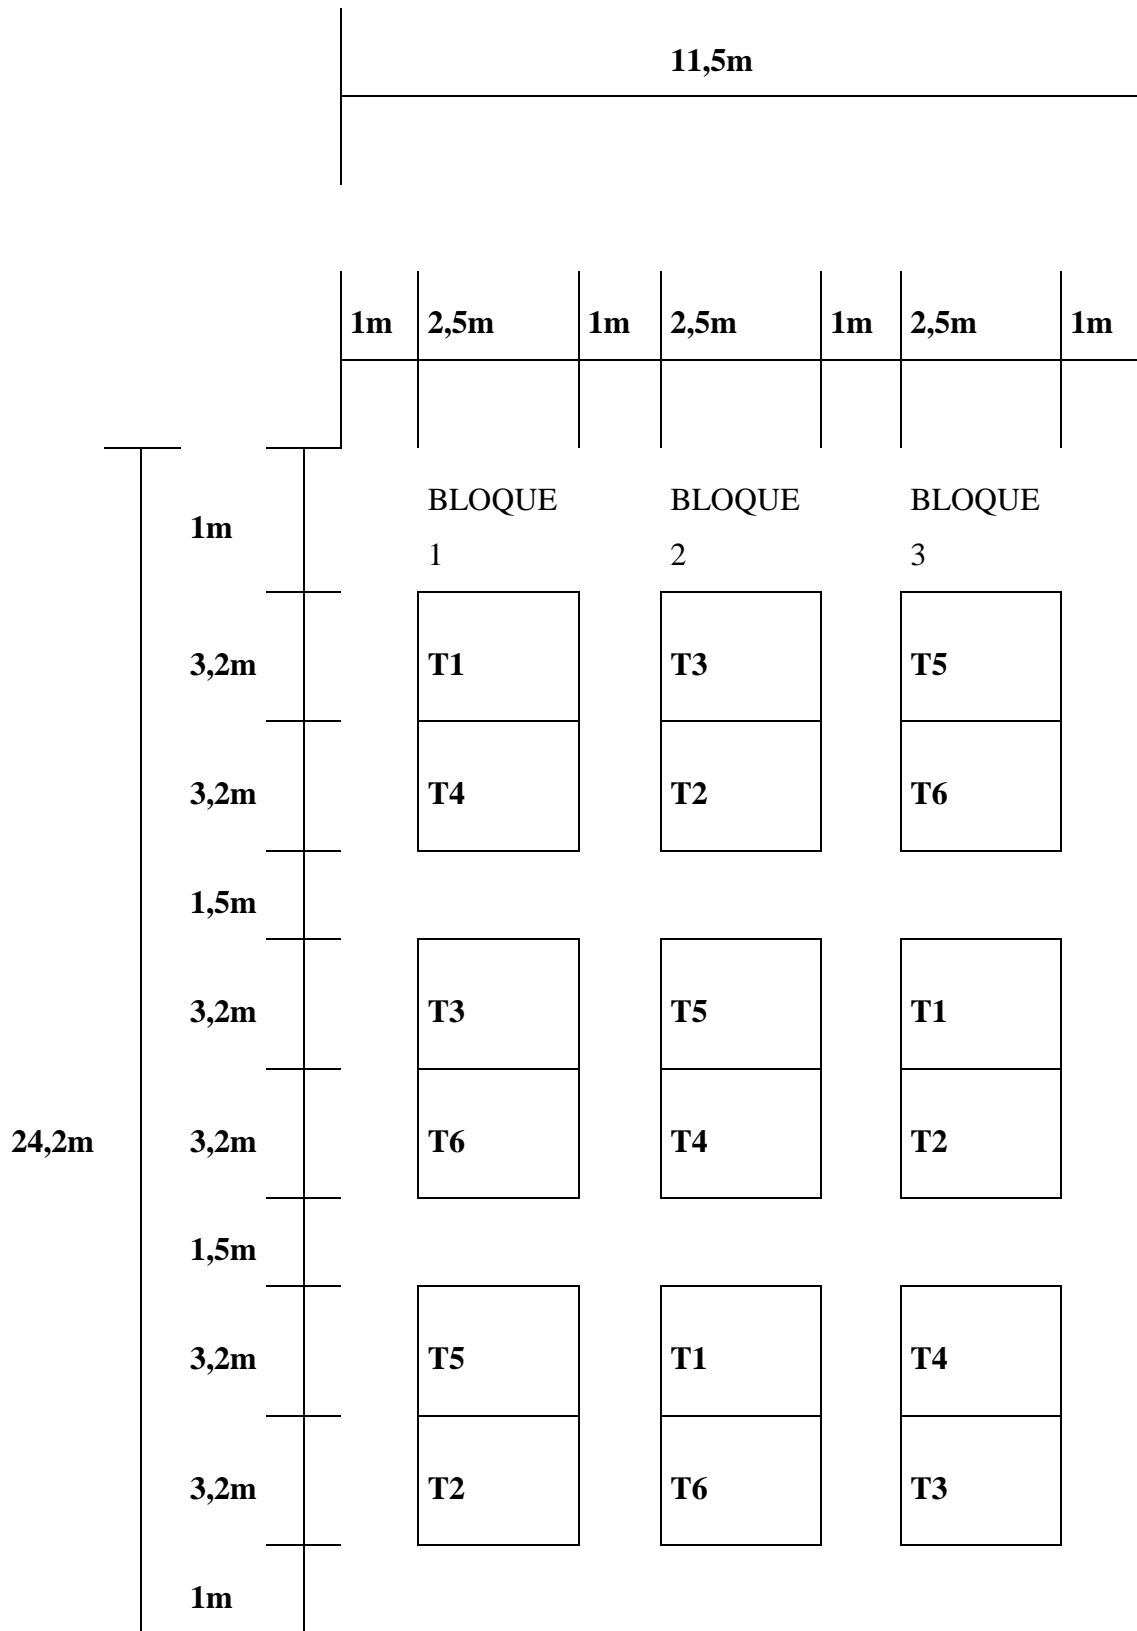 11,5m
1m 2,5m 1m 2,5m 1m 2,5m 1m
BLOQUE BLOQUE BLOQUE
1m
1 2 3
3,2m T1 T3 T5
3,2m T4 T2 T6
1,5m
3,2m T3 T5 T1
24,2m 3,2m T6 T4 T2
1,5m
3,2m T5 T1 T4
3,2m T2 T6 T3
1m